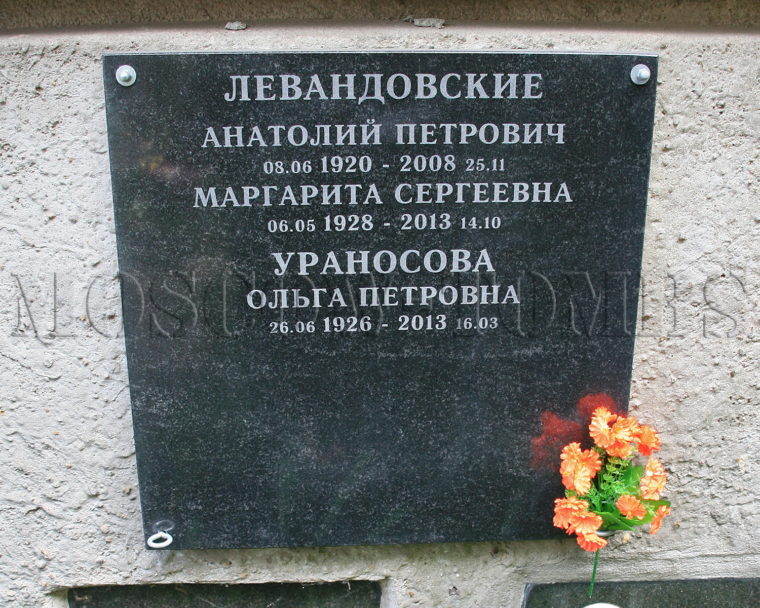 ЛЕВАНДОВСКИЕ
АНАТОЛИЙ ПЕТРОВИЧ
08.06 1920 - 2008 25.11
МАРГАРИТА СЕРГЕЕВНА
06.05 1928 - 2013 14.10
УРАНОСОВА
ОЛЬГА ПЕТРОВНА
26.06 1926 - 2013 16.03
MOSCOW TOMBS